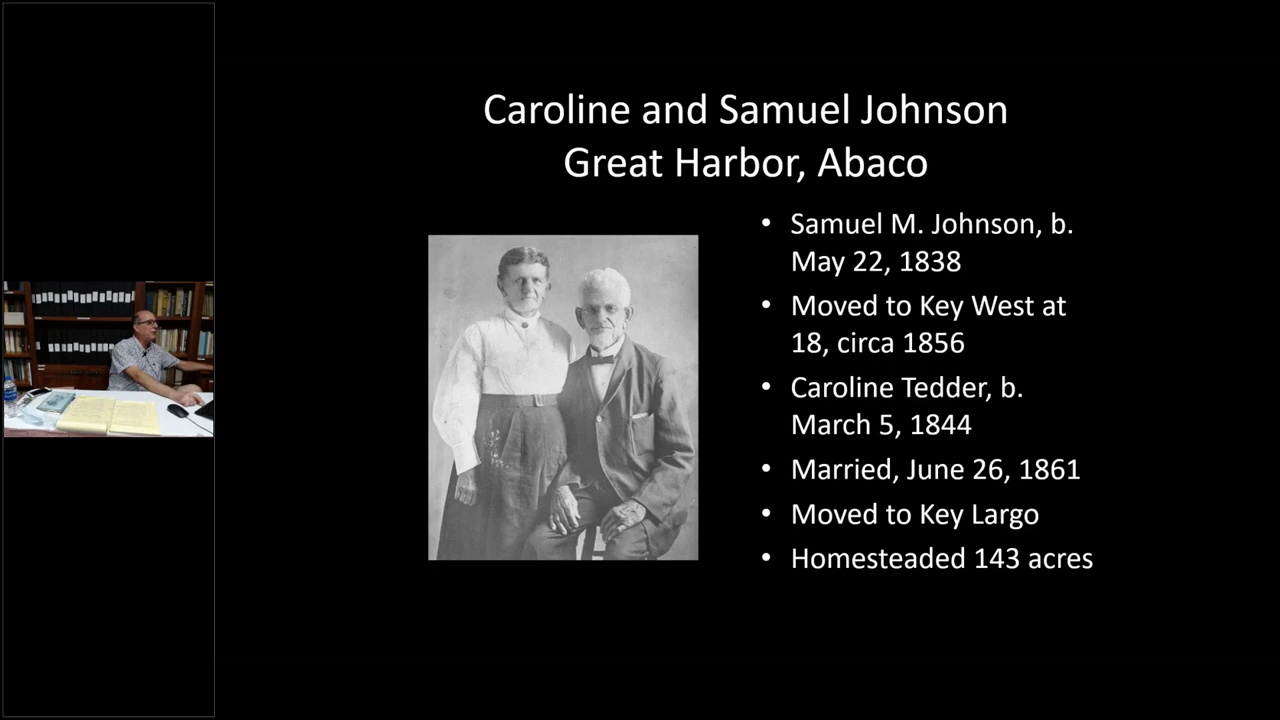 Caroline and Samuel Johnson
Great Harbor, Abaco
• Samuel M. Johnson, b.
May 22, 1838
• Moved to Key West at
18, circa 1856
• Caroline Tedder, b.
March 5, 1844
• Married, June 26, 1861
• Moved to Key Largo
• Homesteaded 143 acres